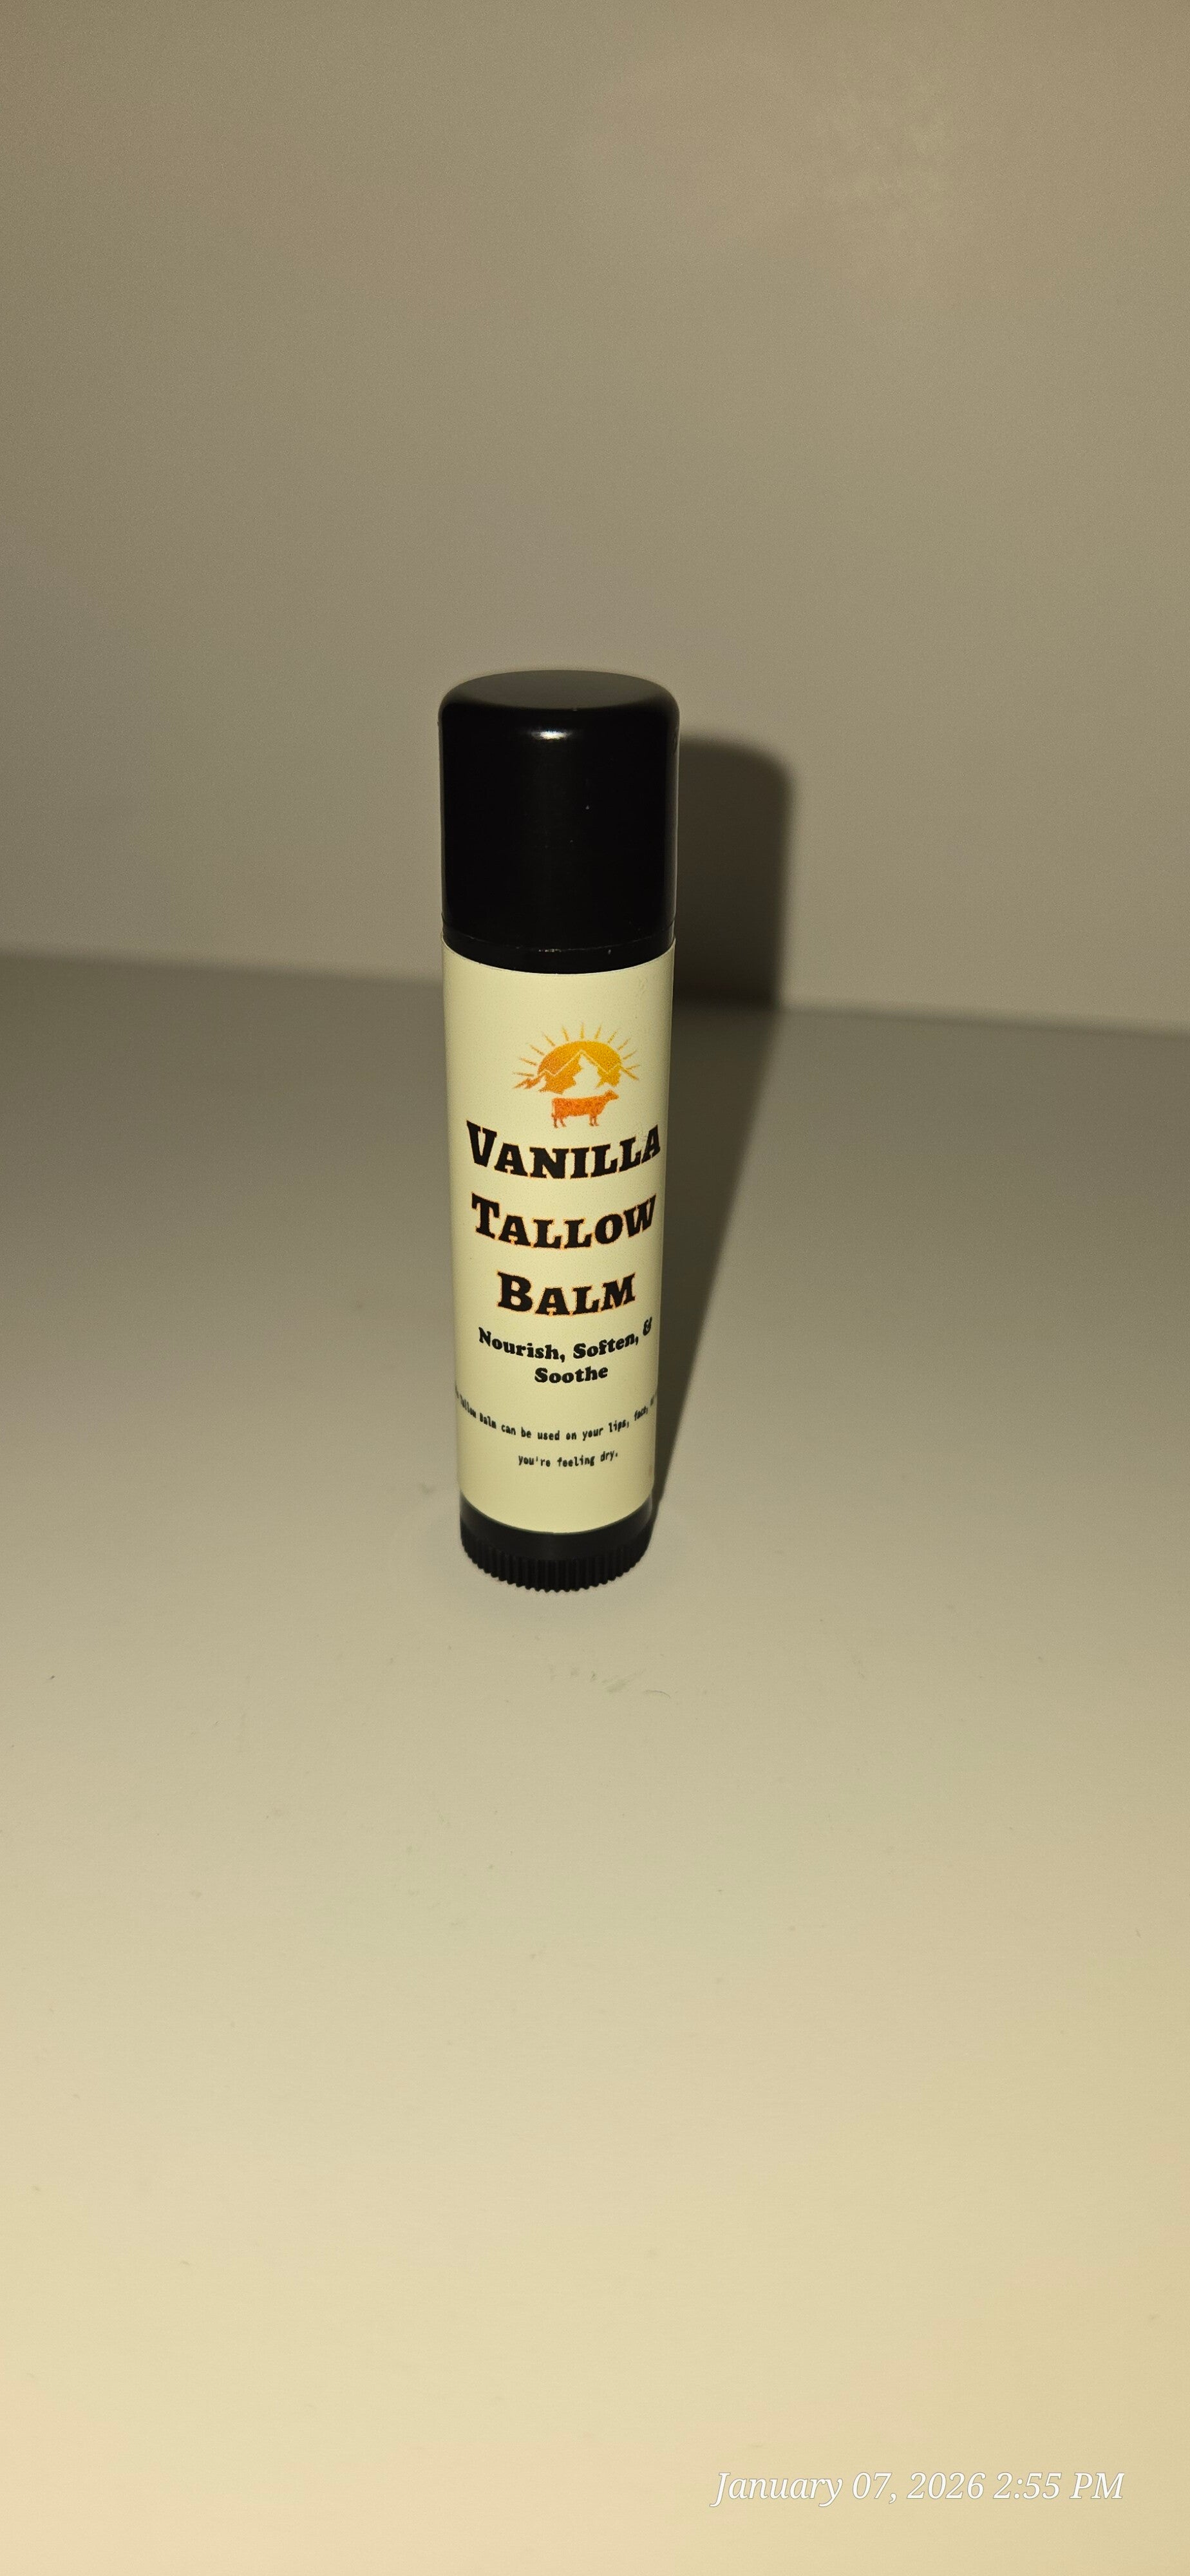 VANILLA
TALLOW
BALM
Nourish, Soften, &
Soothe
Tallow Balm can be used on your lips, face,
you're feeling dry.
January 07, 2026 2:55 PM